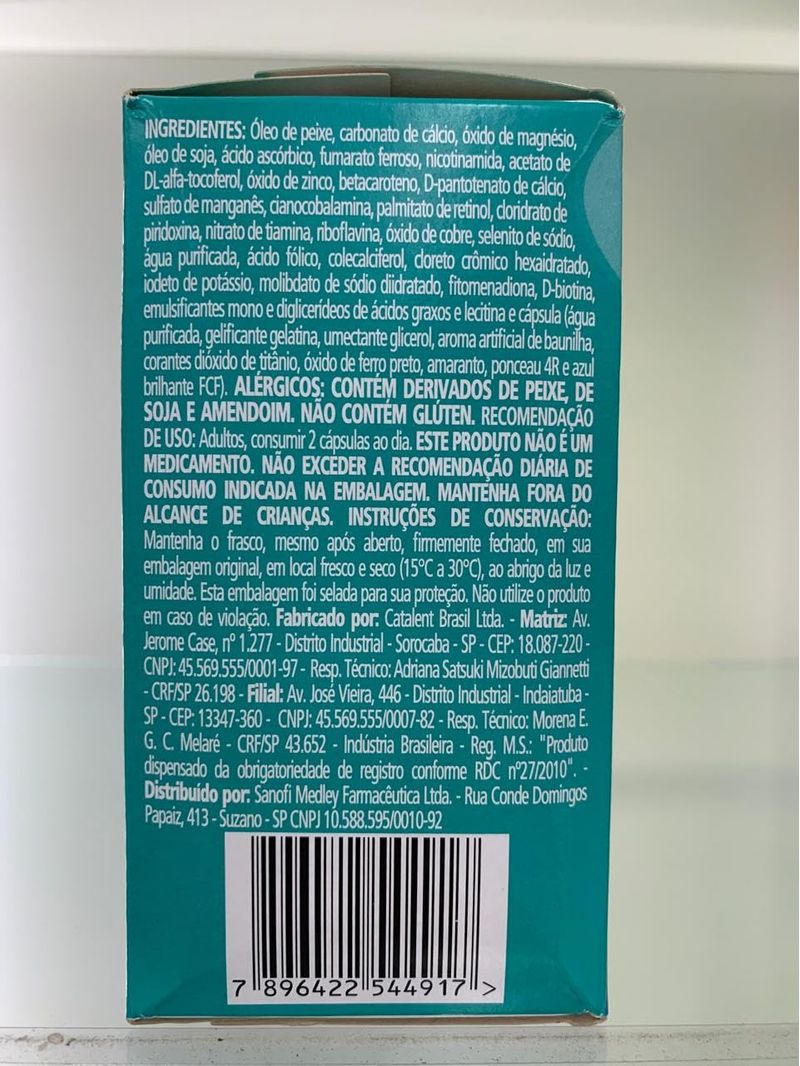 INGREDIENTES: Óleo de peixe, carbonato de cálcio, óxido de magnésio,
óleo de soja, ácido ascórbico, fumarato ferroso, nicotinamida, acetato de
DL-alfa-tocoferol, óxido de zinco, betacaroteno, D-pantotenato de cálcio,
sulfato de manganês, cianocobalamina, palmitato de retinol, cloridrato de
piridoxina, nitrato de tiamina, riboflavina, óxido de cobre, selenito de sódio,
água purificada, ácido fólico, colecalciferol, cloreto crômico hexaidratado,
iodeto de potássio, molibdato de sódio diidratado, fitomenadiona, D-biotina,
emulsificantes mono e diglicerídeos de ácidos graxos e lecitina e cápsula (água
purificada, gelificante gelatina, umectante glicerol, aroma artificial de baunilha,
corantes dióxido de titânio, óxido de ferro preto, amaranto, ponceau 4R e azul
brilhante FCF). ALÉRGICOS: CONTÉM DERIVADOS DE PEIXE, DE
SOJA E AMENDOIM. NÃO CONTÉM GLÚTEN. RECOMENDAÇÃO
DE USO: Adultos, consumir 2 cápsulas ao dia. ESTE PRODUTO NÃO É UM
MEDICAMENTO. NÃO EXCEDER A RECOMENDAÇÃO DIÁRIA DE
CONSUMO INDICADA NA EMBALAGEM. MANTENHA FORA DO
ALCANCE DE CRIANÇAS. INSTRUÇÕES DE CONSERVAÇÃO:
Mantenha o frasco, mesmo após aberto, firmemente fechado, em sua
embalagem original, em local fresco e seco (15ºC a 30ºC), ao abrigo da luz e
umidade. Esta embalagem foi selada para sua proteção. Não utilize o produto
em caso de violação. Fabricado por: Catalent Brasil Ltda. - Matriz: Av.
Jerome Case, nº 1.277 - Distrito Industrial - Sorocaba - SP - CEP: 18.087-220 -
CNPJ: 45.569.555/0001-97 - Resp. Técnico: Adriana Satsuki Mizobuti Giannetti
- CRF/SP 26.198 - Filial: Av. José Vieira, 446 - Distrito Industrial - Indaiatuba -
SP - CEP: 13347-360 - CNPJ: 45.569.555/0007-82 - Resp. Técnico: Morena E.
G. C. Melaré - CRF/SP 43.652 - Indústria Brasileira - Reg. M.S.: "Produto
dispensado da obrigatoriedade de registro conforme RDC nº27/2010". -
Distribuído por: Sanofi Medley Farmacêutica Ltda. - Rua Conde Domingos
Papaiz, 413 - Suzano - SP CNPJ 10.588.595/0010-92
7 896422 544917 >